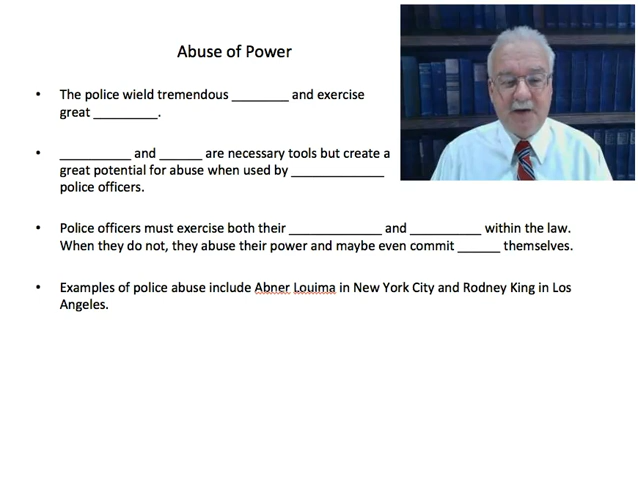 Abuse of Power
• The police wield tremendous ________ and exercise
great _________.
• __________ and ______ are necessary tools but create a
great potential for abuse when used by _____________
police officers.
• Police officers must exercise both their _____________ and __________ within the law.
When they do not, they abuse their power and maybe even commit ______ themselves.
• Examples of police abuse include Abner Louima in New York City and Rodney King in Los
Angeles.